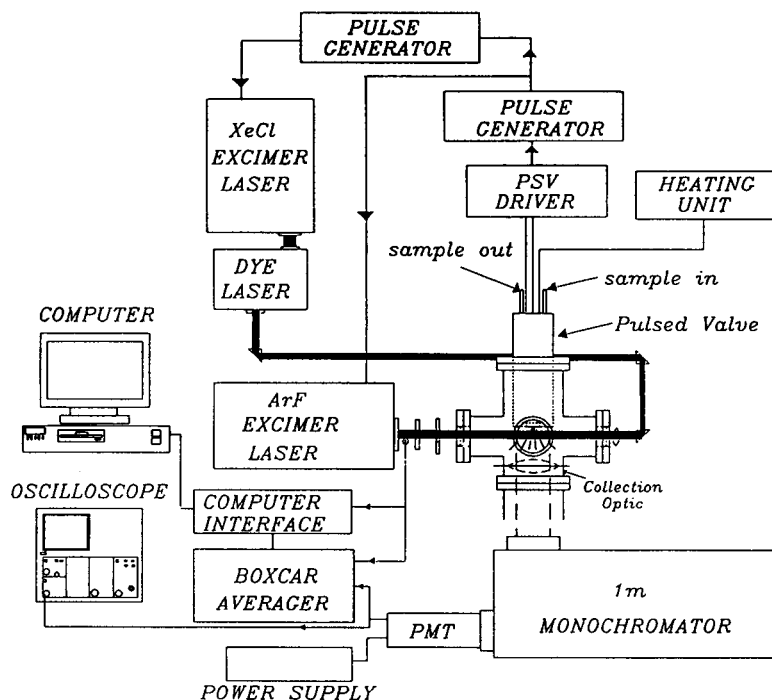 PULSE
GENERATOR
XeCl
EXCIMER
LASER
PULSE
GENERATOR
PSV
DRIVER
HEATING
UNIT
sample out
sample in
DYE
LASER
COMPUTER
Pulsed Valve
ArF
EXCIMER
LASER
OSCILLOSCOPE
COMPUTER
INTERFACE
Collection
Optic
BOXCAR
AVERAGER
1m
MONOCHROMATOR
PMT
POWER SUPPLY